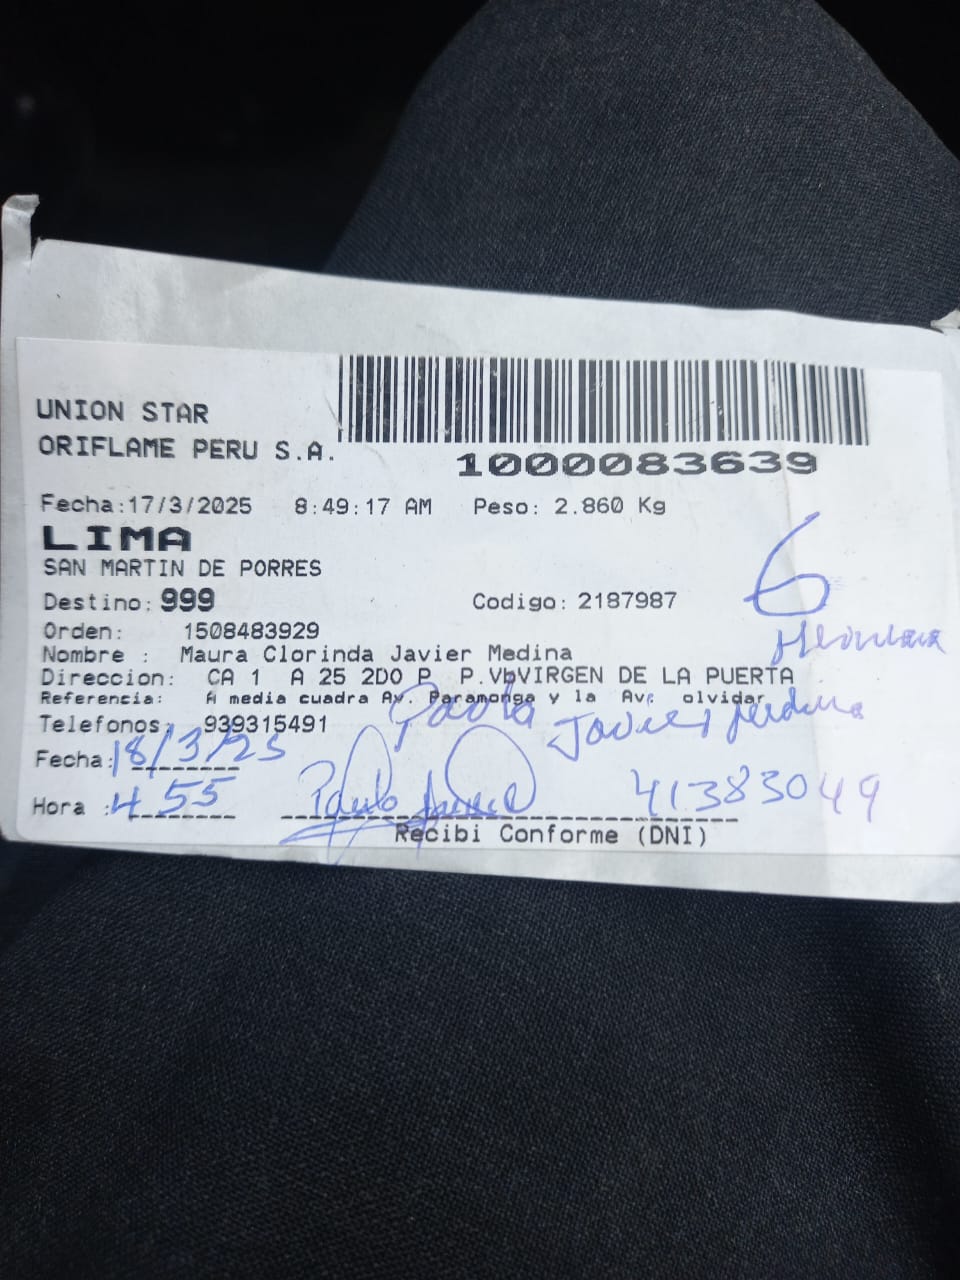 UNION STAR
ORIFLAME PERU S.A.
1000083639
Fecha:17/3/2025 8:49:17 AM Peso: 2.860 Kg
LIMA
SAN MARTIN DE PORRES
Destino: 999 Codigo: 2187987
6
Orden: 1508483929
Hermana
Nombre : Maura Clorinda Javier Medina
Direccion: CA 1 A 25 2DO P P.V VIRGEN DE LA PUERTA
Referencia: A media cuadra Av. Paramonga y la Av. olvidar
Paola Javier Medina
Telefonos: 939315491
Fecha: 18/3/25
Hora : 4.55 41383049
Recibi Conforme (DNI)